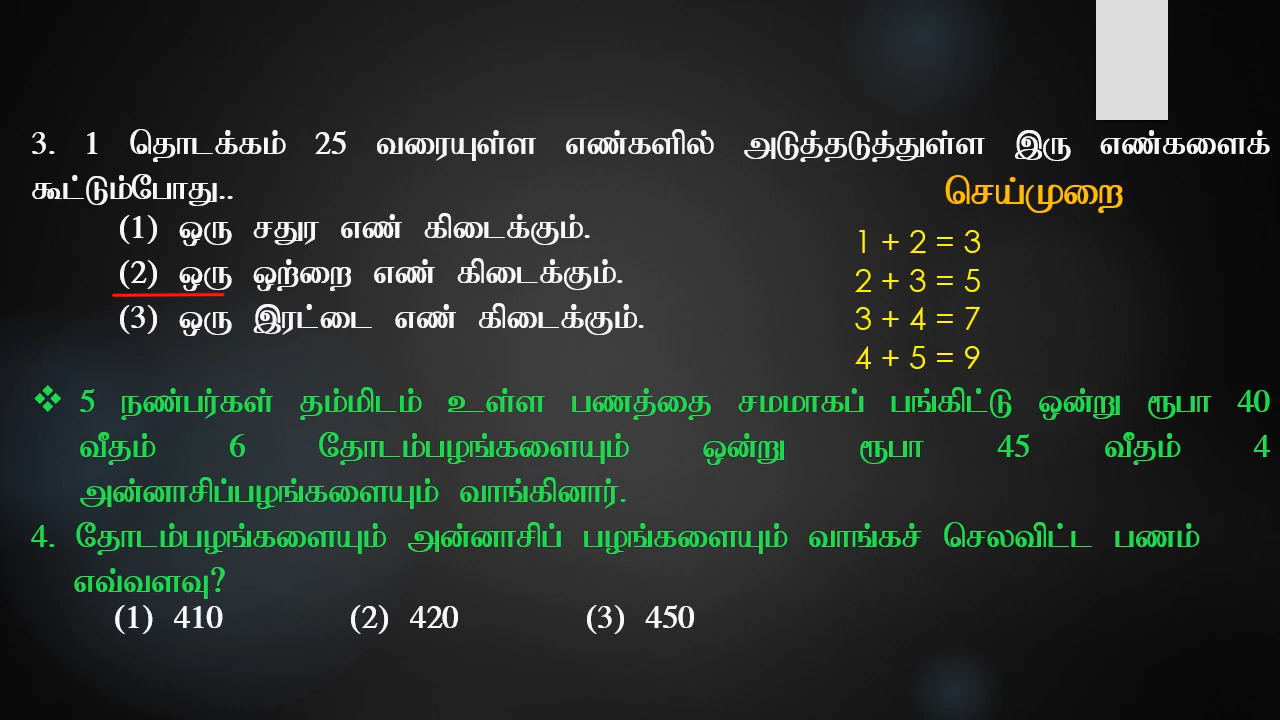 3. 1 தொடக்கம் 25 வரையுள்ள எண்களில் அடுத்தடுத்துள்ள இரு எண்களைக்
கூட்டும்போது..
செய்முறை
(1) ஒரு சதுர எண் கிடைக்கும்.
(2) ஒரு ஒற்றை எண் கிடைக்கும்.
(3) ஒரு இரட்டை எண் கிடைக்கும்.
1 + 2 = 3
2 + 3 = 5
3 + 4 = 7
4 + 5 = 9
❖ 5 நண்பர்கள் தம்மிடம் உள்ள பணத்தை சமமாகப் பங்கிட்டு ஒன்று ரூபா 40
வீதம் 6 தோடம்பழங்களையும் ஒன்று ரூபா 45 வீதம் 4
அன்னாசிப்பழங்களையும் வாங்கினார்.
4. தோடம்பழங்களையும் அன்னாசிப் பழங்களையும் வாங்கச் செலவிட்ட பணம்
எவ்வளவு?
(1) 410 (2) 420 (3) 450